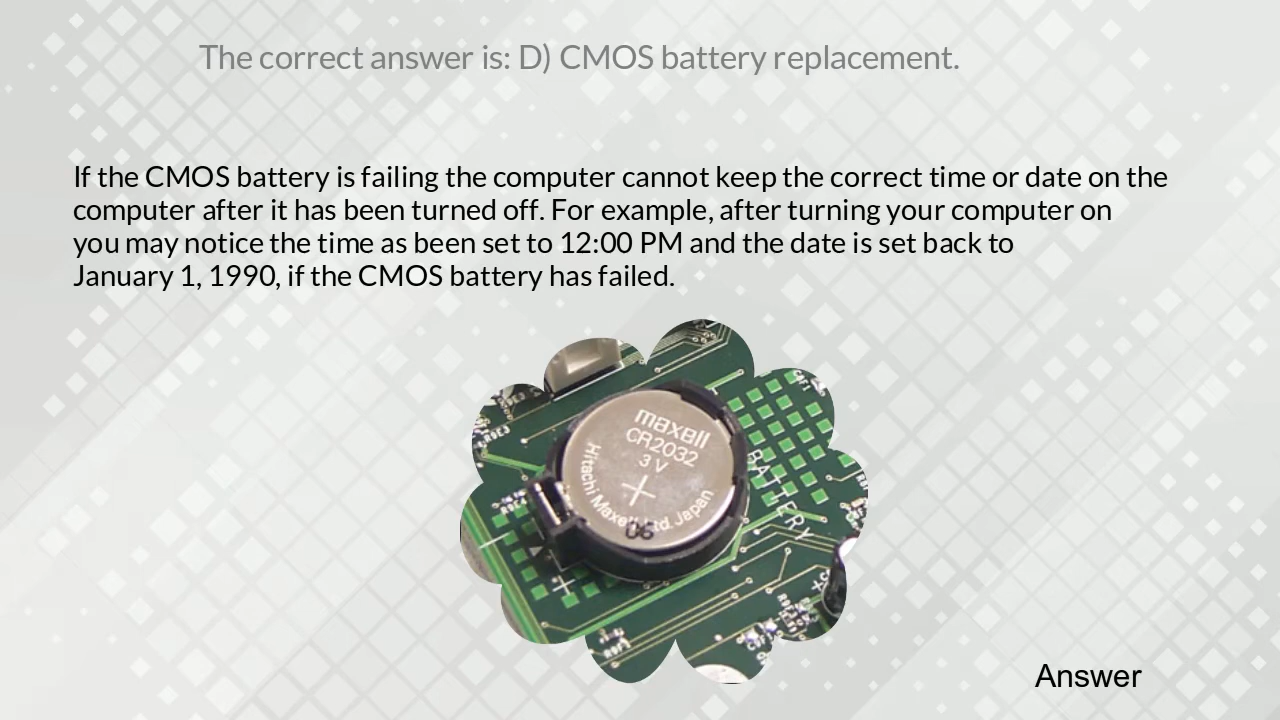 The correct answer is: D) CMOS battery replacement.
If the CMOS battery is failing the computer cannot keep the correct time or date on the
computer after it has been turned off. For example, after turning your computer on
you may notice the time as been set to 12:00 PM and the date is set back to
January 1, 1990, if the CMOS battery has failed.
maxell
CR2032
3 V
+
Hitachi Maxell Ltd. Japan
BATTERY
Answer